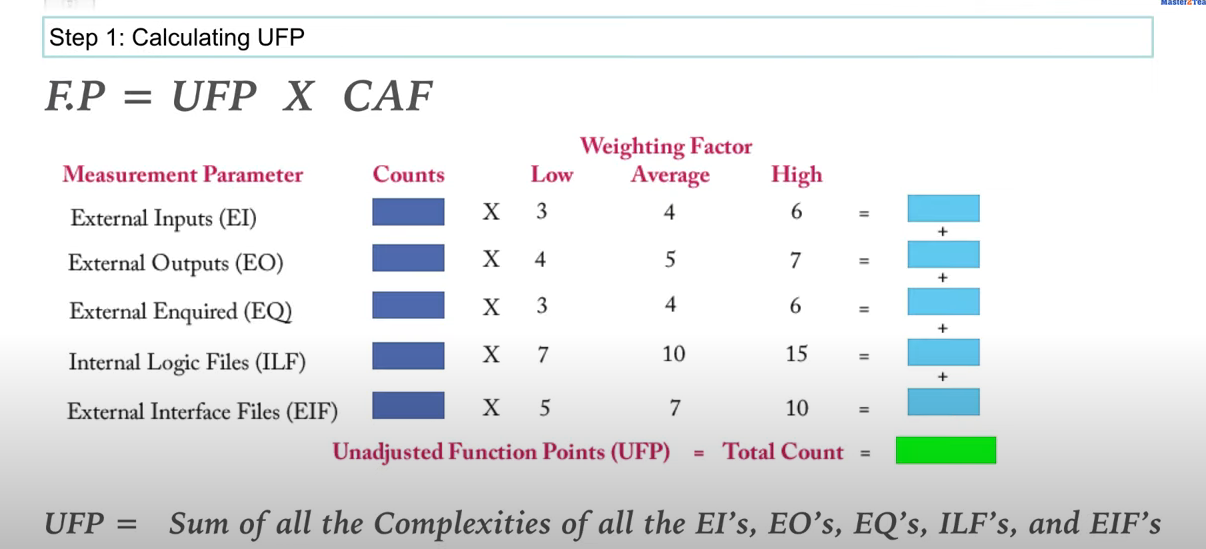 Step 1: Calculating UFP
F.P = UFP X CAF
Weighting Factor
Measurement Parameter Counts Low Average High
External Inputs (EI) X 3 4 6 =
+
External Outputs (EO) X 4 5 7 =
+
External Enquired (EQ) X 3 4 6 =
+
Internal Logic Files (ILF) X 7 10 15 =
+
External Interface Files (EIF) X 5 7 10 =
Unadjusted Function Points (UFP) = Total Count =
UFP = Sum of all the Complexities of all the EI's, EO's, EQ's, ILF's, and EIF's